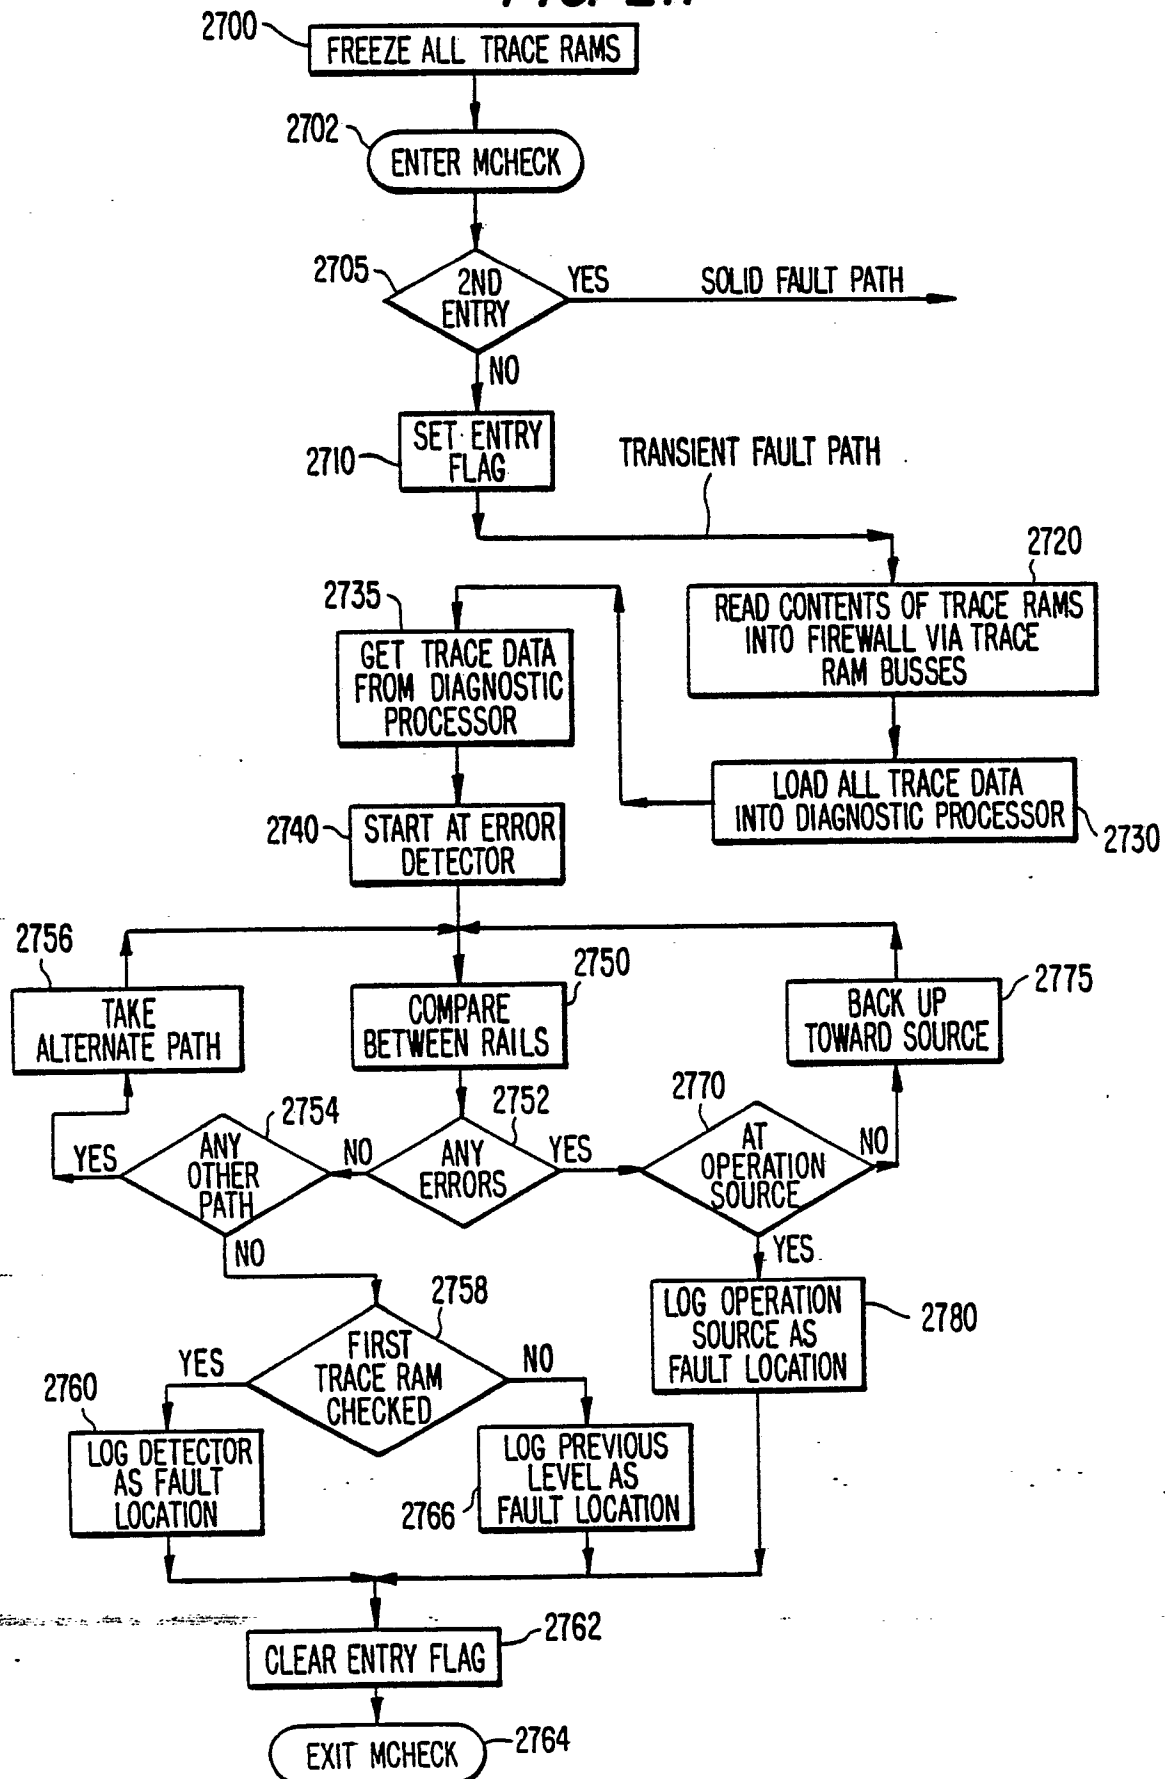 2700
FREEZE ALL TRACE RAMS
2702
ENTER MCHECK
2705
2ND
ENTRY
YES
SOLID FAULT PATH
NO
2710
SET ENTRY
FLAG
TRANSIENT FAULT PATH
2720
READ CONTENTS OF TRACE RAMS
INTO FIREWALL VIA TRACE
RAM BUSSES
2735
GET TRACE DATA
FROM DIAGNOSTIC
PROCESSOR
LOAD ALL TRACE DATA
INTO DIAGNOSTIC PROCESSOR
2730
2740
START AT ERROR
DETECTOR
2756
TAKE
ALTERNATE PATH
2750
COMPARE
BETWEEN RAILS
2775
BACK UP
TOWARD SOURCE
2754
ANY
OTHER
PATH
YES
NO
2752
ANY
ERRORS
YES
2770
AT
OPERATION
SOURCE
NO
NO
YES
2758
FIRST
TRACE RAM
CHECKED
YES
NO
LOG OPERATION
SOURCE AS
FAULT LOCATION
2780
2760
LOG DETECTOR
AS FAULT
LOCATION
LOG PREVIOUS
LEVEL AS
FAULT LOCATION
2766
2762
CLEAR ENTRY FLAG
EXIT MCHECK
2764